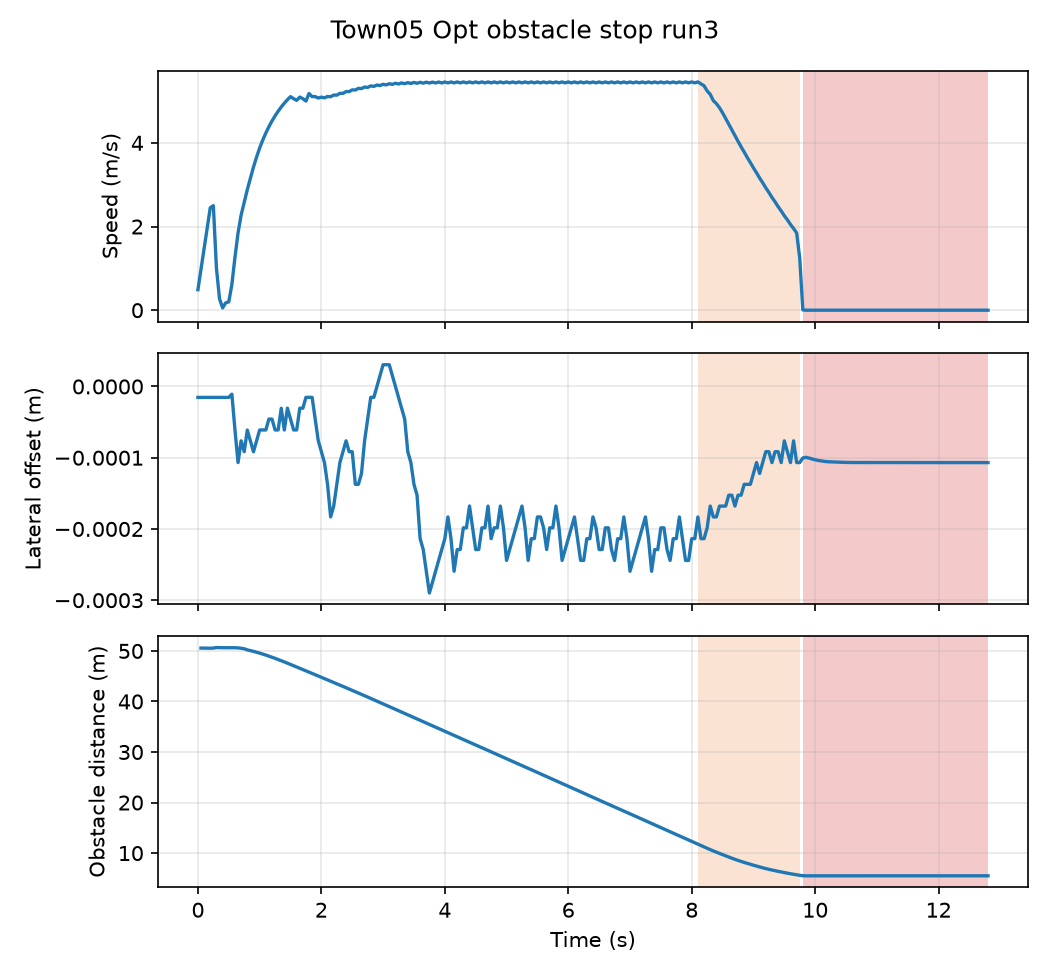 Town05 Opt obstacle stop run3
Speed (m/s)
4
2
0
Lateral offset (m)
0.0000
−0.0001
−0.0002
−0.0003
Obstacle distance (m)
50
40
30
20
10
0 2 4 6 8 10 12
Time (s)